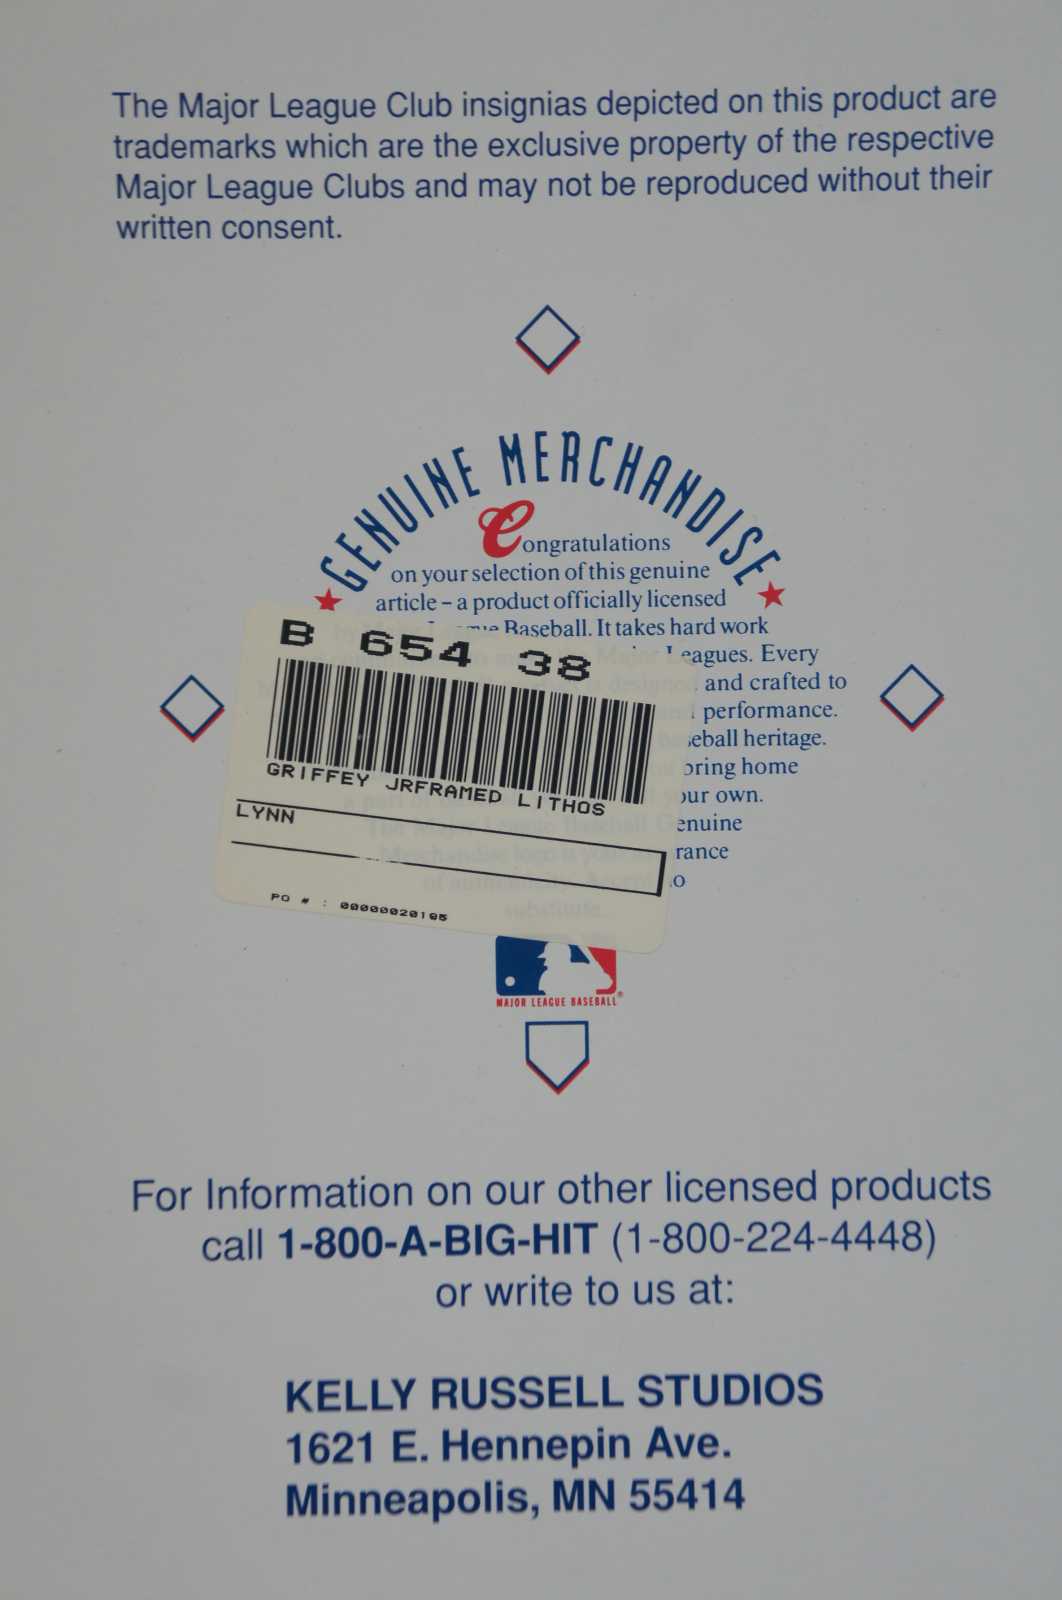 The Major League Club insignias depicted on this product are
trademarks which are the exclusive property of the respective
Major League Clubs and may not be reproduced without their
written consent.
GENUINE MERCHANDISE
Congratulations
on your selection of this genuine
article – a product officially licensed
Baseball. It takes hard work
Leagues. Every
and crafted to
performance.
heritage.
bring home
your own.
B 654 38
GRIFFEY JRFRAMED LITHOS
LYNN
PO # : 00000020195
MAJOR LEAGUE BASEBALL®
For Information on our other licensed products
call 1-800-A-BIG-HIT (1-800-224-4448)
or write to us at:
KELLY RUSSELL STUDIOS
1621 E. Hennepin Ave.
Minneapolis, MN 55414